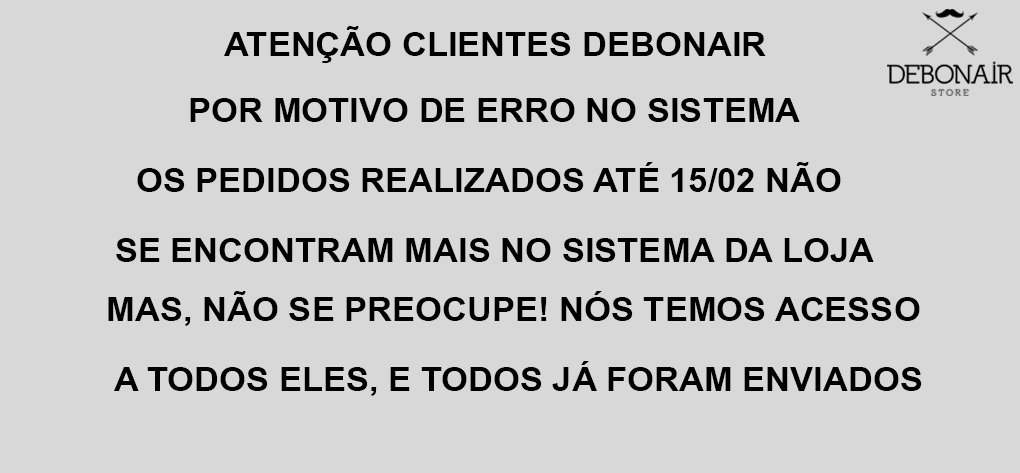 ATENÇÃO CLIENTES DEBONAIR
DEBONAIR
STORE
POR MOTIVO DE ERRO NO SISTEMA
OS PEDIDOS REALIZADOS ATÉ 15/02 NÃO
SE ENCONTRAM MAIS NO SISTEMA DA LOJA
MAS, NÃO SE PREOCUPE! NÓS TEMOS ACESSO
A TODOS ELES, E TODOS JÁ FORAM ENVIADOS